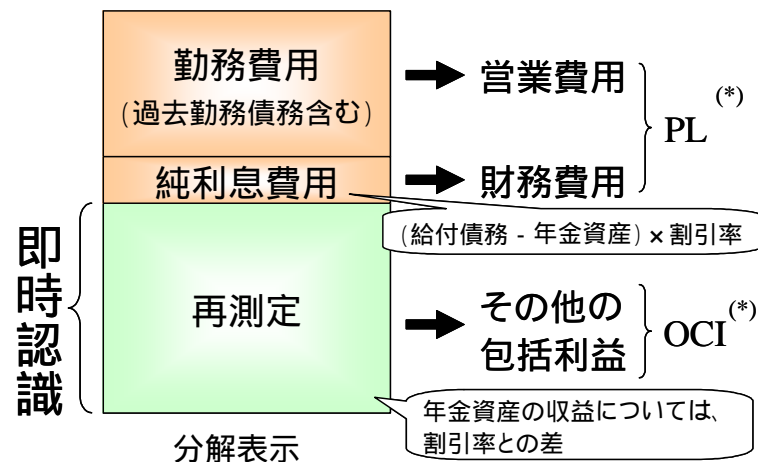 勤務費用
(過去勤務債務含む)
営業費用
PL (*)
純利息費用
財務費用
(給付債務 - 年金資産) × 割引率
即時認識
再測定
その他の
包括利益
OCI (*)
年金資産の収益については、
割引率との差
分解表示